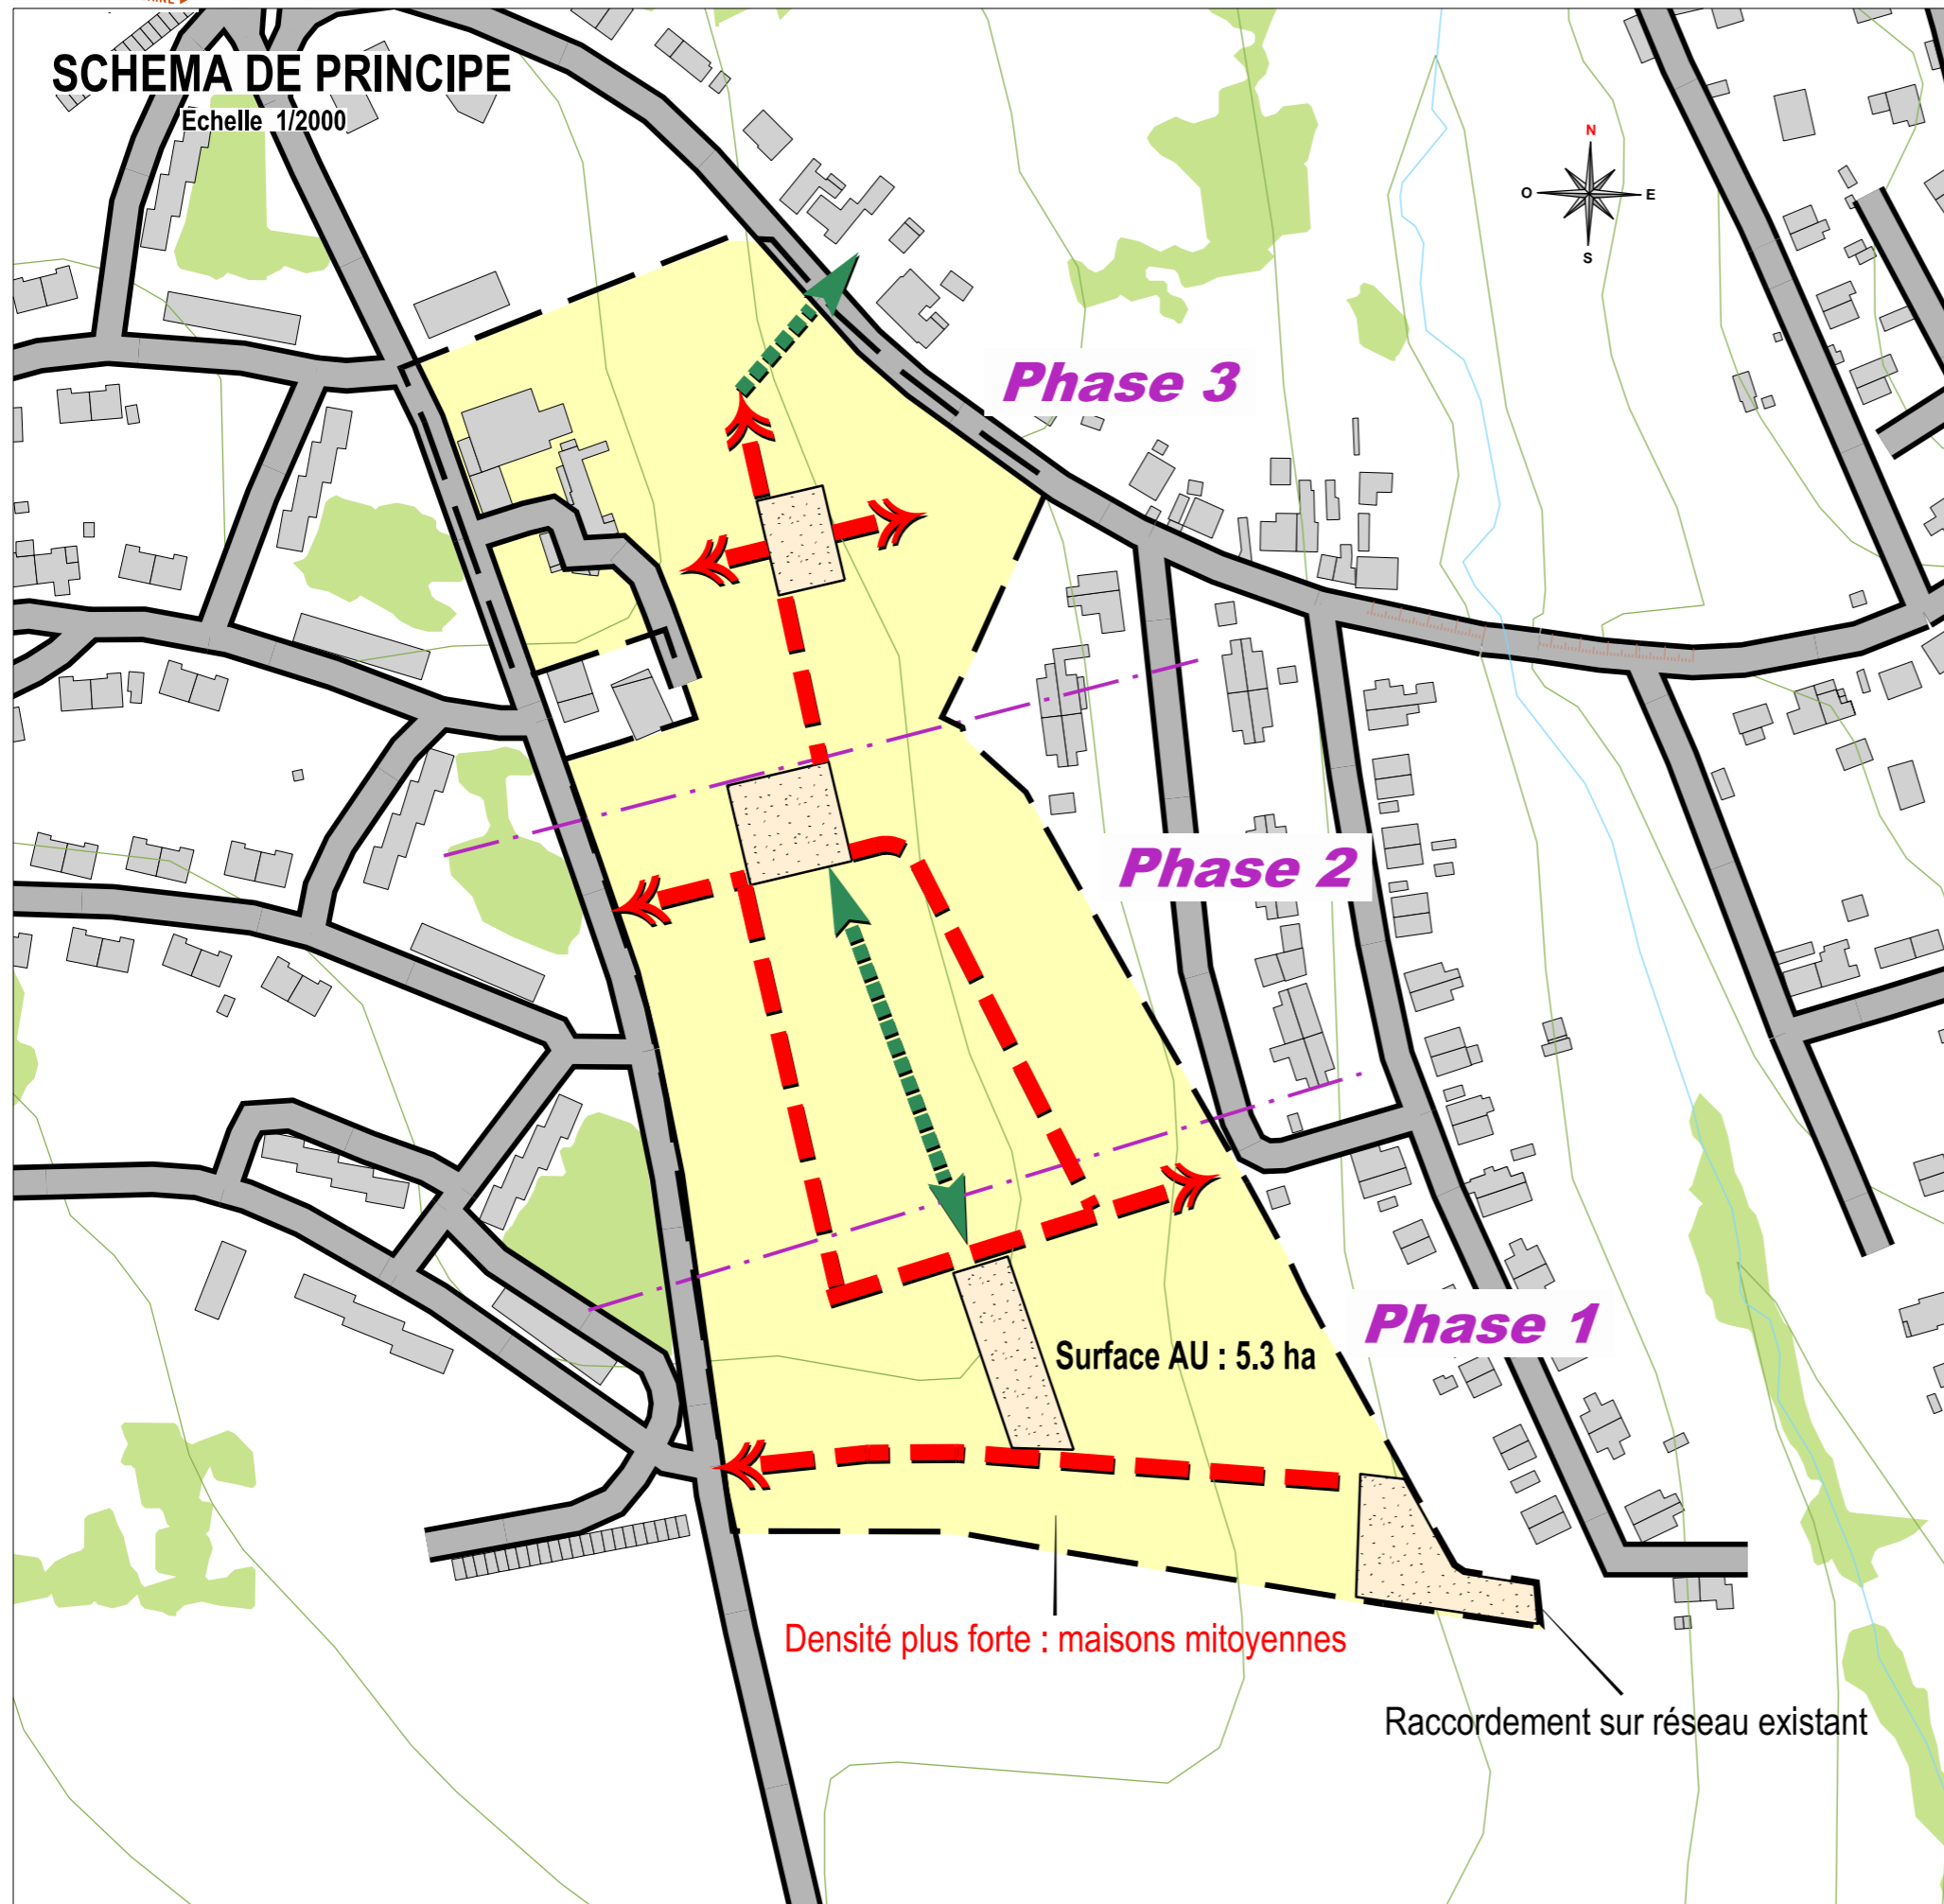 SCHEMA DE PRINCIPE
Echelle 1/2000
N
O
E
S
Phase 3
Phase 2
Phase 1
Surface AU : 5.3 ha
Densité plus forte : maisons mitoyennes
Raccordement sur réseau existant